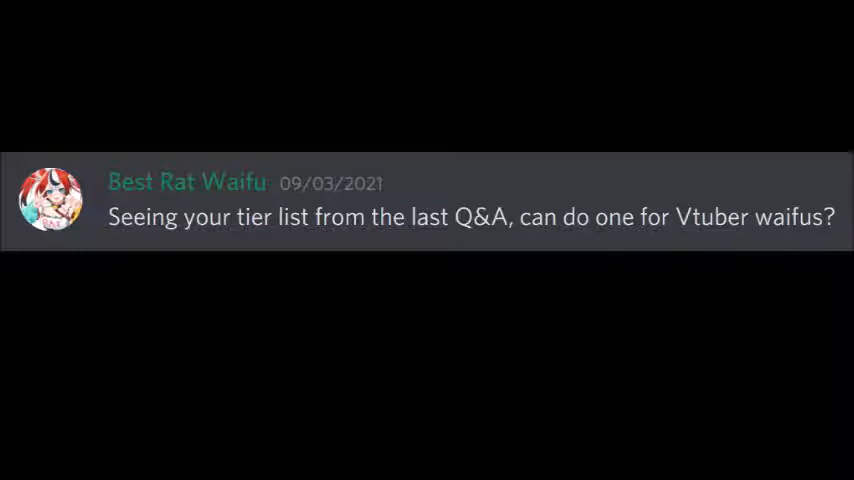 Best Rat Waifu 09/03/2021
Seeing your tier list from the last Q&A, can do one for Vtuber waifus?